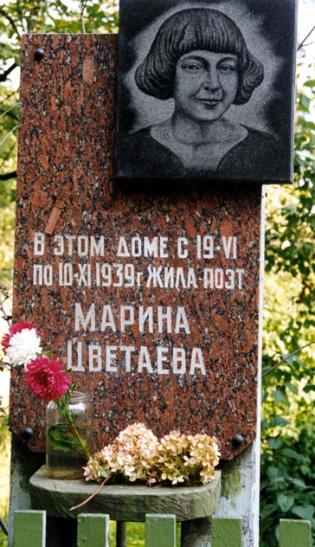 В ЭТОМ ДОМЕ С 19-VI
ПО 10-XI 1939г ЖИЛА ПОЭТ
МАРИНА
ЦВЕТАЕВА